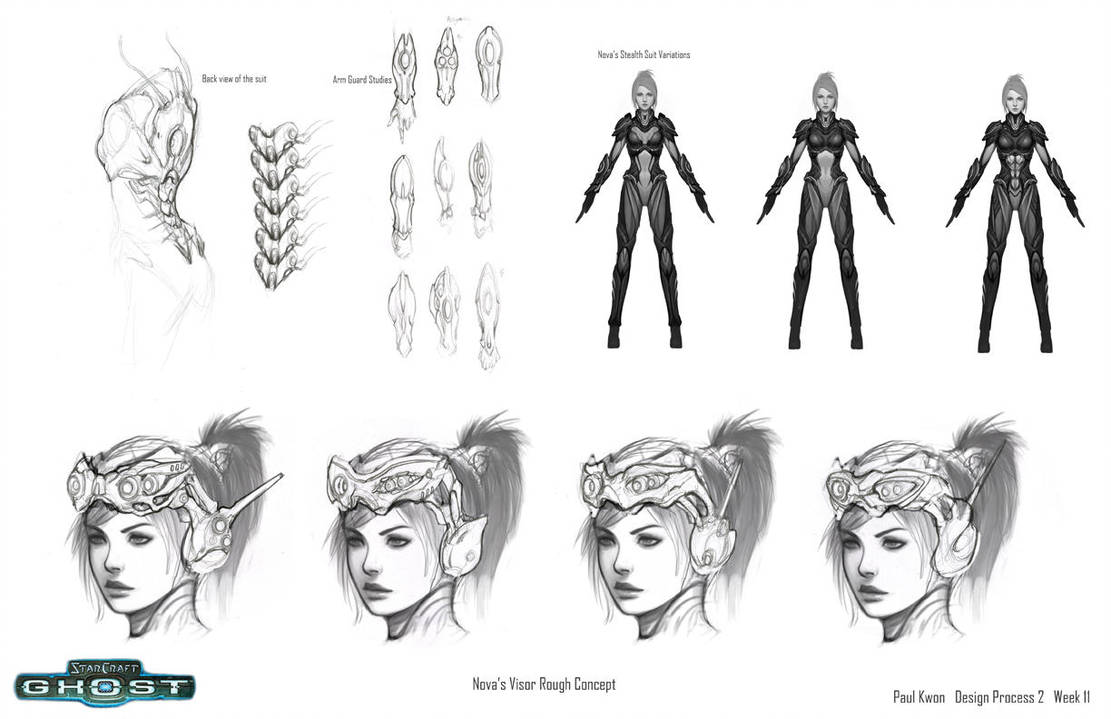 Back view of the suit
Arm Guard Studies
Nova's Stealth Suit Variations
STARCRAFT
GHOST
Nova's Visor Rough Concept
Paul Kwon Design Process 2 Week 11